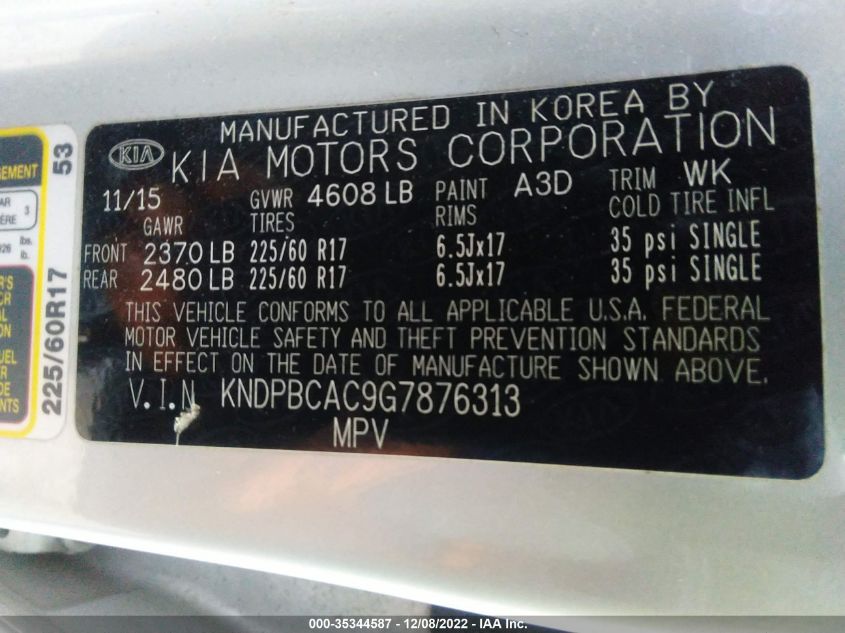 MANUFACTURED IN KOREA BY
KIA KIA MOTORS CORPORATION
11/15 GVWR 4608 LB PAINT A3D TRIM WK
GAWR TIRES RIMS COLD TIRE INFL
FRONT 2370 LB 225/60 R17 6.5Jx17 35 psi SINGLE
REAR 2480 LB 225/60 R17 6.5Jx17 35 psi SINGLE
THIS VEHICLE CONFORMS TO ALL APPLICABLE U.S.A. FEDERAL
MOTOR VEHICLE SAFETY AND THEFT PREVENTION STANDARDS
IN EFFECT ON THE DATE OF MANUFACTURE SHOWN ABOVE.
V.I.N KNDPBCAC9G7876313
MPV
53
225/60R17
3
lbs.
lb.
000-35344587 - 12/08/2022 - IAA Inc.